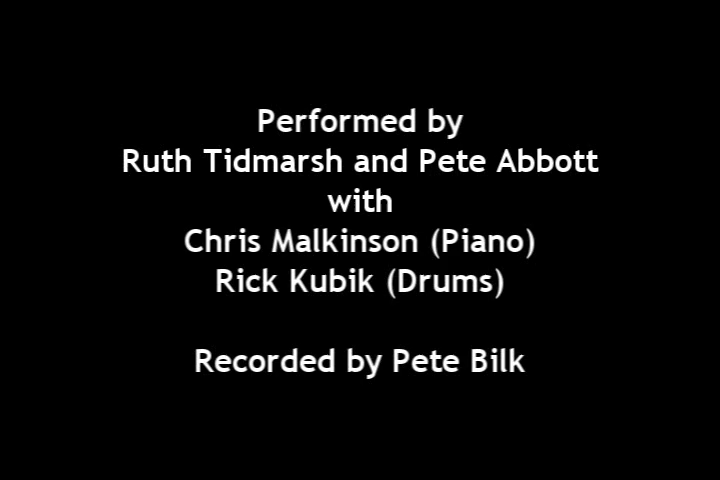 Performed by
Ruth Tidmarsh and Pete Abbott
with
Chris Malkinson (Piano)
Rick Kubik (Drums)
Recorded by Pete Bilk